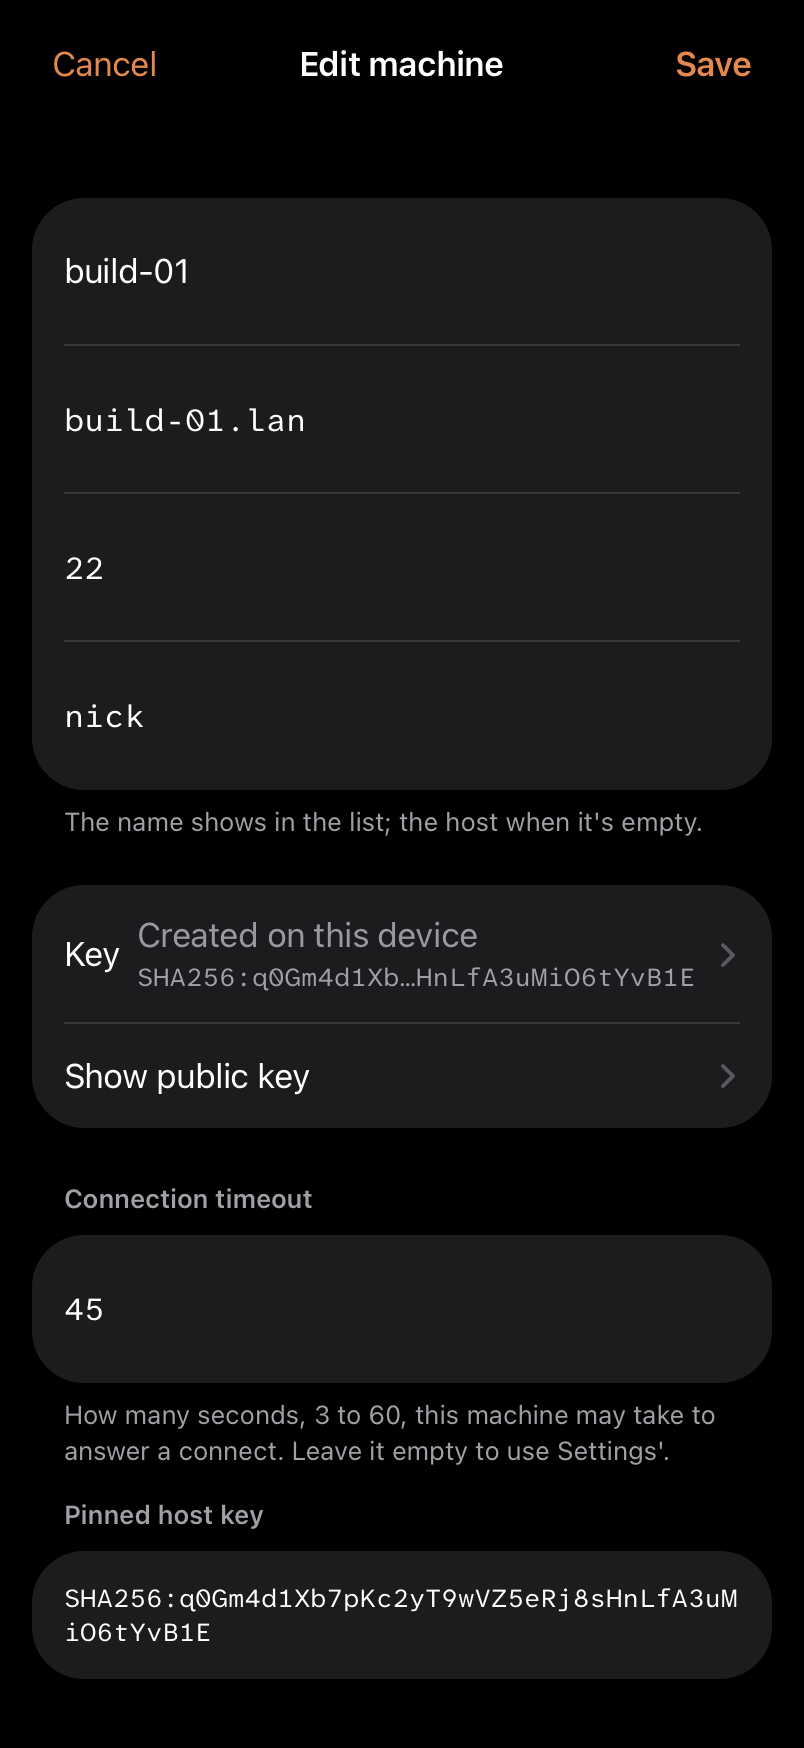 Cancel
Edit machine
Save
build-01
build-01.lan
22
nick
The name shows in the list; the host when it's empty.
Key
Created on this device
SHA256:q0Gm4d1Xb…HnLfA3uMiO6tYvB1E
Show public key
Connection timeout
45
How many seconds, 3 to 60, this machine may take to
answer a connect. Leave it empty to use Settings'.
Pinned host key
SHA256:q0Gm4d1Xb7pKc2yT9wVZ5eRj8sHnLfA3uM
iO6tYvB1E